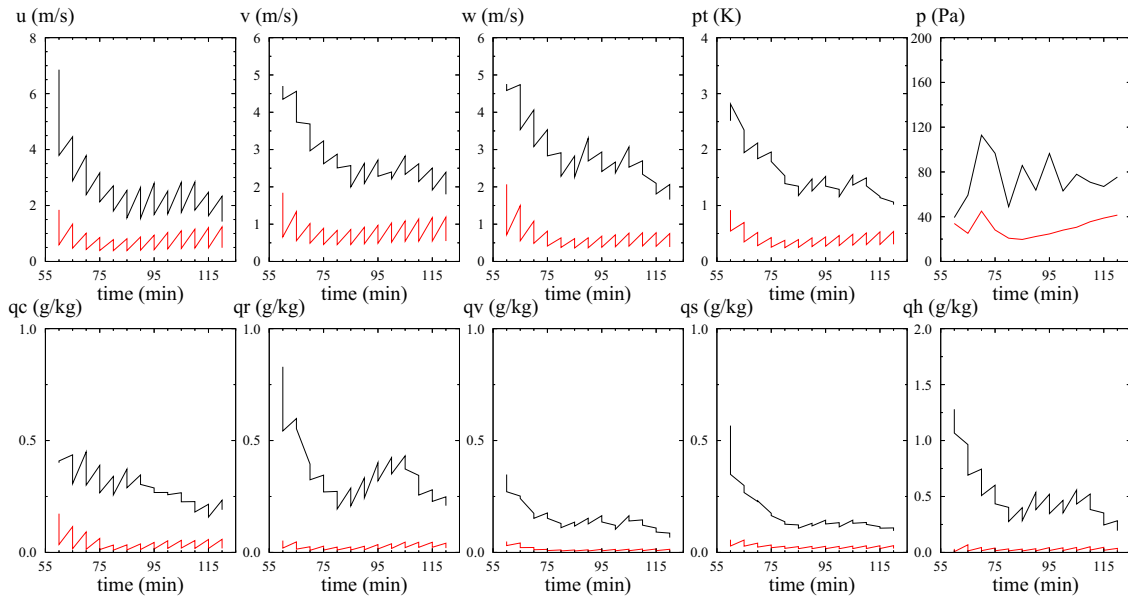 u (m/s) v (m/s) w (m/s) pt (K) p (Pa)
8 6 6 4 200
5 5 160
6 3
4 4 120
4 3 3 2
80
2 2
2 1
1 1 40
0 0 0 0 0
55 75 95 115 55 75 95 115 55 75 95 115 55 75 95 115 55 75 95 115
time (min) time (min) time (min) time (min) time (min)
qc (g/kg) qr (g/kg) qv (g/kg) qs (g/kg) qh (g/kg)
1.0 1.0 1.0 1.0 2.0
1.5
0.5 0.5 0.5 0.5 1.0
0.5
0.0 0.0 0.0 0.0 0.0
55 75 95 115 55 75 95 115 55 75 95 115 55 75 95 115 55 75 95 115
time (min) time (min) time (min) time (min) time (min)